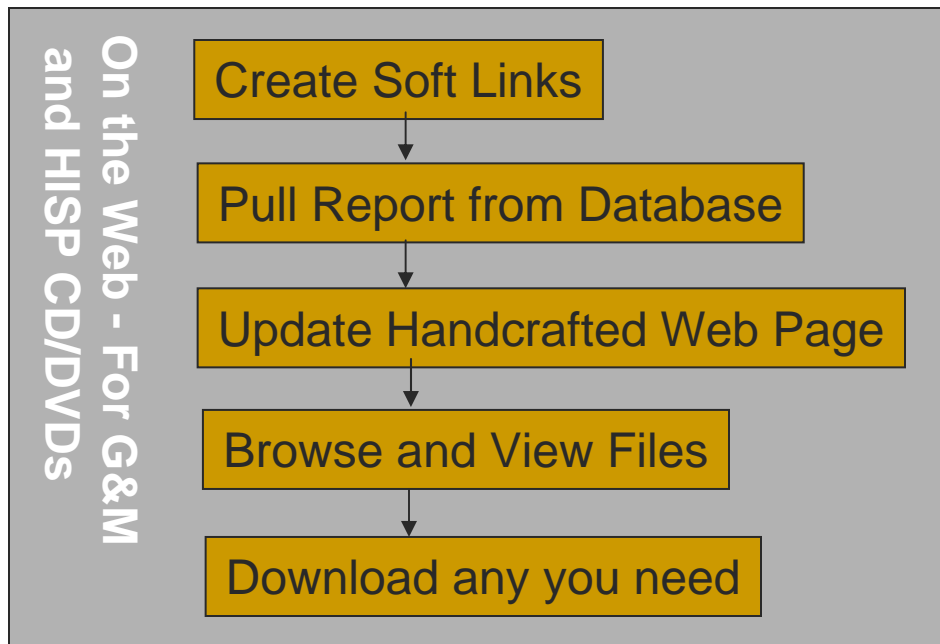 On the Web - For G&M
and HISP CD/DVDs
Create Soft Links
Pull Report from Database
Update Handcrafted Web Page
Browse and View Files
Download any you need